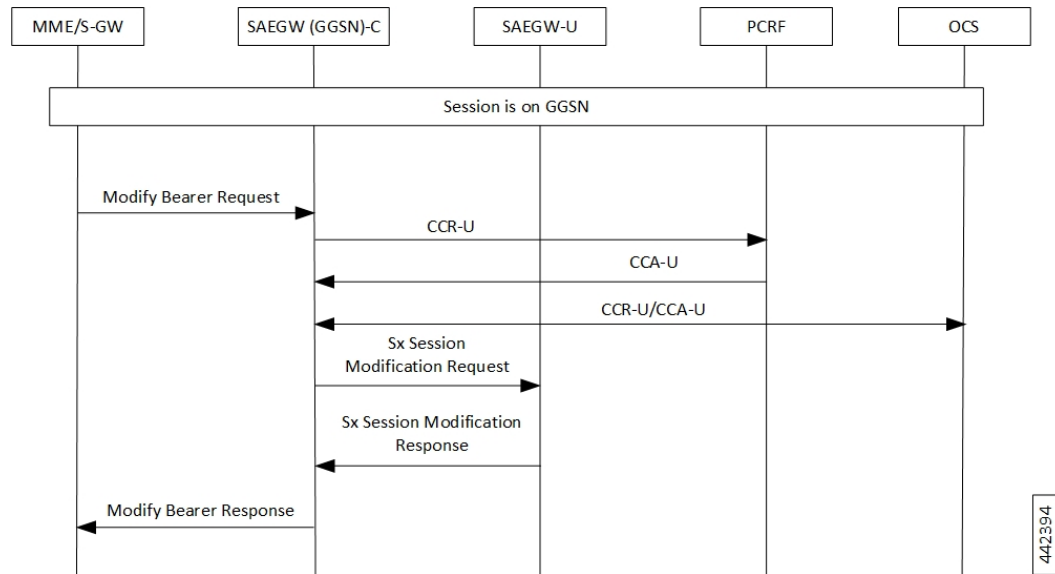 MME/S-GW
SAEGW (GGSN)-C
SAEGW-U
PCRF
OCS
Session is on GGSN
Modify Bearer Request
CCR-U
CCA-U
CCR-U/CCA-U
Sx Session
Modification Request
Sx Session Modification
Response
Modify Bearer Response
442394